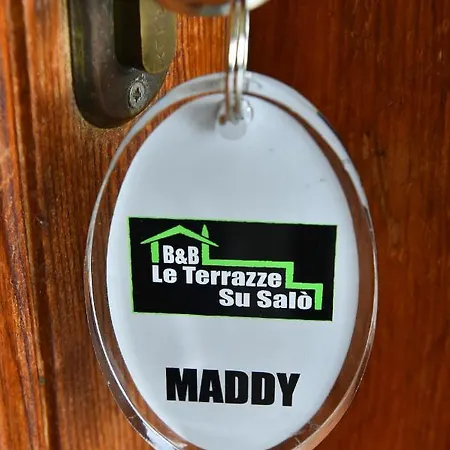 B&B
Le Terrazze
Su Salò
MADDY